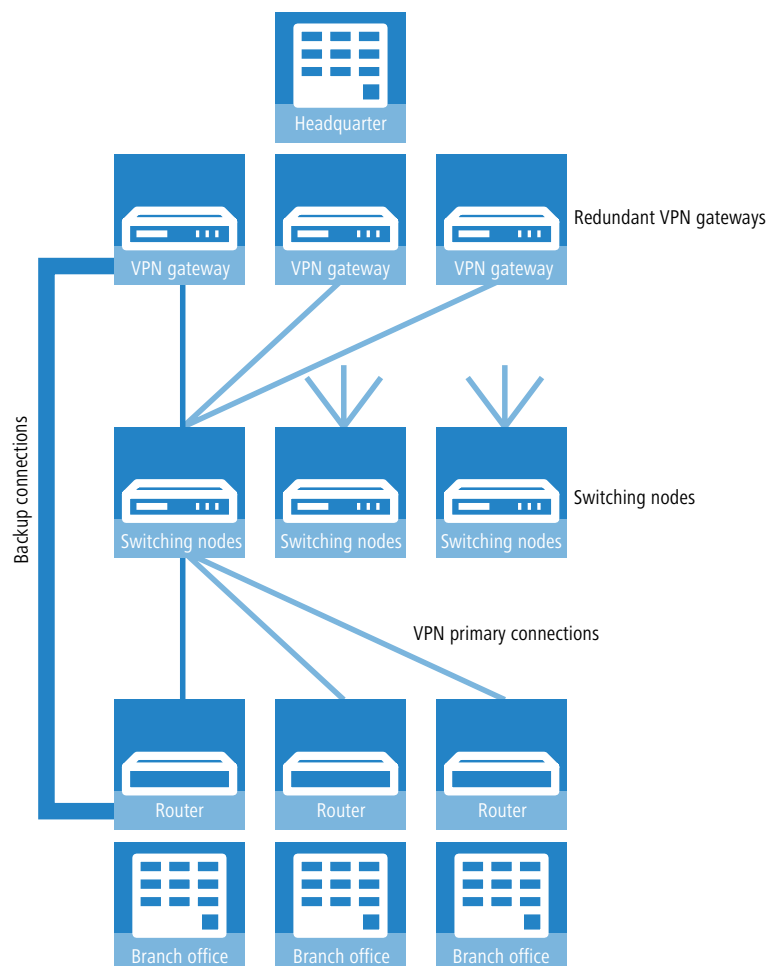 Headquarter
VPN gateway
VPN gateway
VPN gateway
Redundant VPN gateways
Backup connections
Switching nodes
Switching nodes
Switching nodes
Switching nodes
VPN primary connections
Router
Router
Router
Branch office
Branch office
Branch office